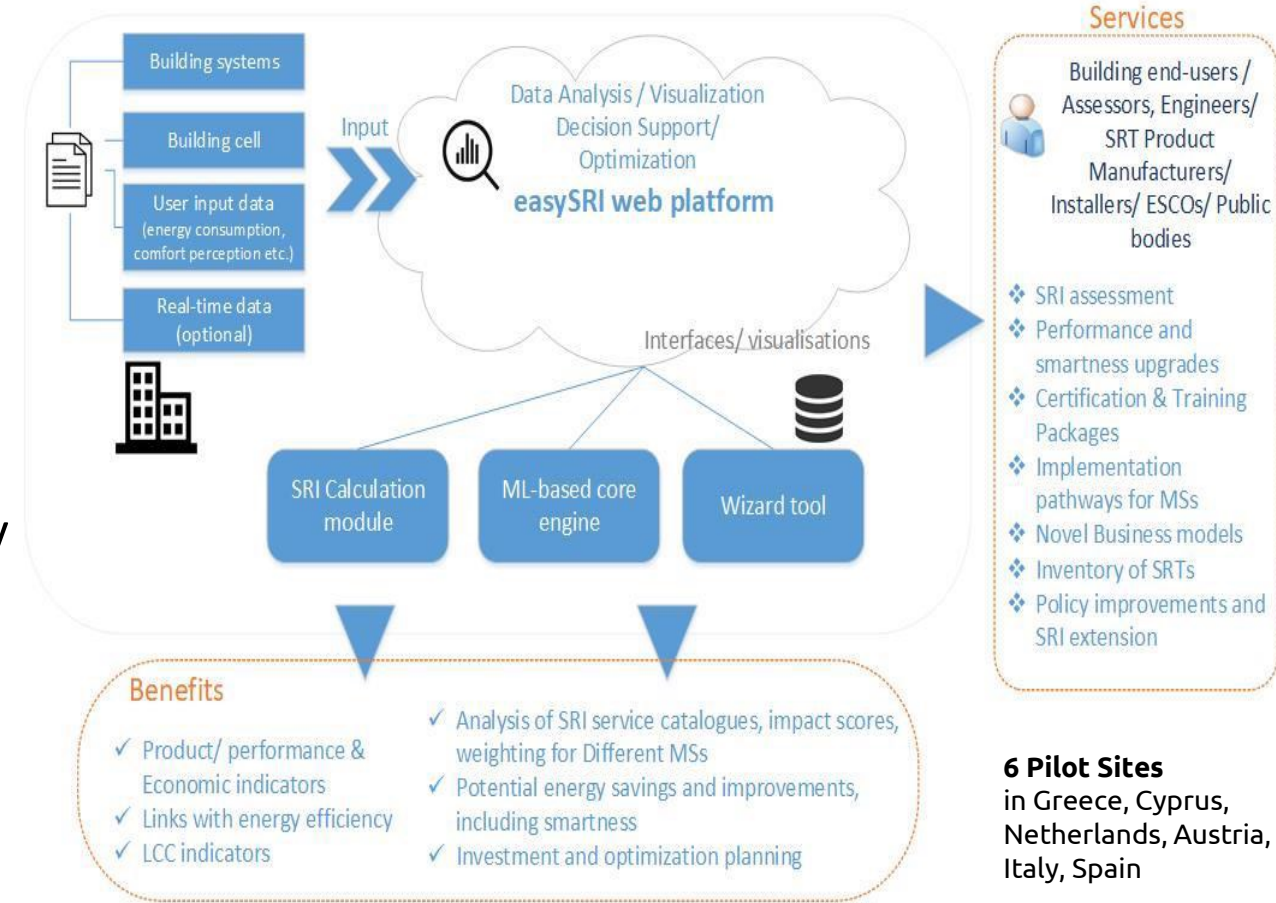 Building systems
Building cell
User input data
(energy consumption,
comfort perception etc.)
Real-time data
(optional)
Input
Data Analysis / Visualization
Decision Support/
Optimization
easySRI web platform
Interfaces/ visualisations
SRI Calculation
module
ML-based core
engine
Wizard tool
Services
Building end-users /
Assessors, Engineers/
SRT Product
Manufacturers/
Installers/ ESCOs/ Public
bodies
❖ SRI assessment
❖ Performance and
smartness upgrades
❖ Certification & Training
Packages
❖ Implementation
pathways for MSs
❖ Novel Business models
❖ Inventory of SRTs
❖ Policy improvements and
SRI extension
Benefits
✓ Product/ performance &
Economic indicators
✓ Links with energy efficiency
✓ LCC indicators
✓ Analysis of SRI service catalogues, impact scores,
weighting for Different MSs
✓ Potential energy savings and improvements,
including smartness
✓ Investment and optimization planning
6 Pilot Sites
in Greece, Cyprus,
Netherlands, Austria,
Italy, Spain